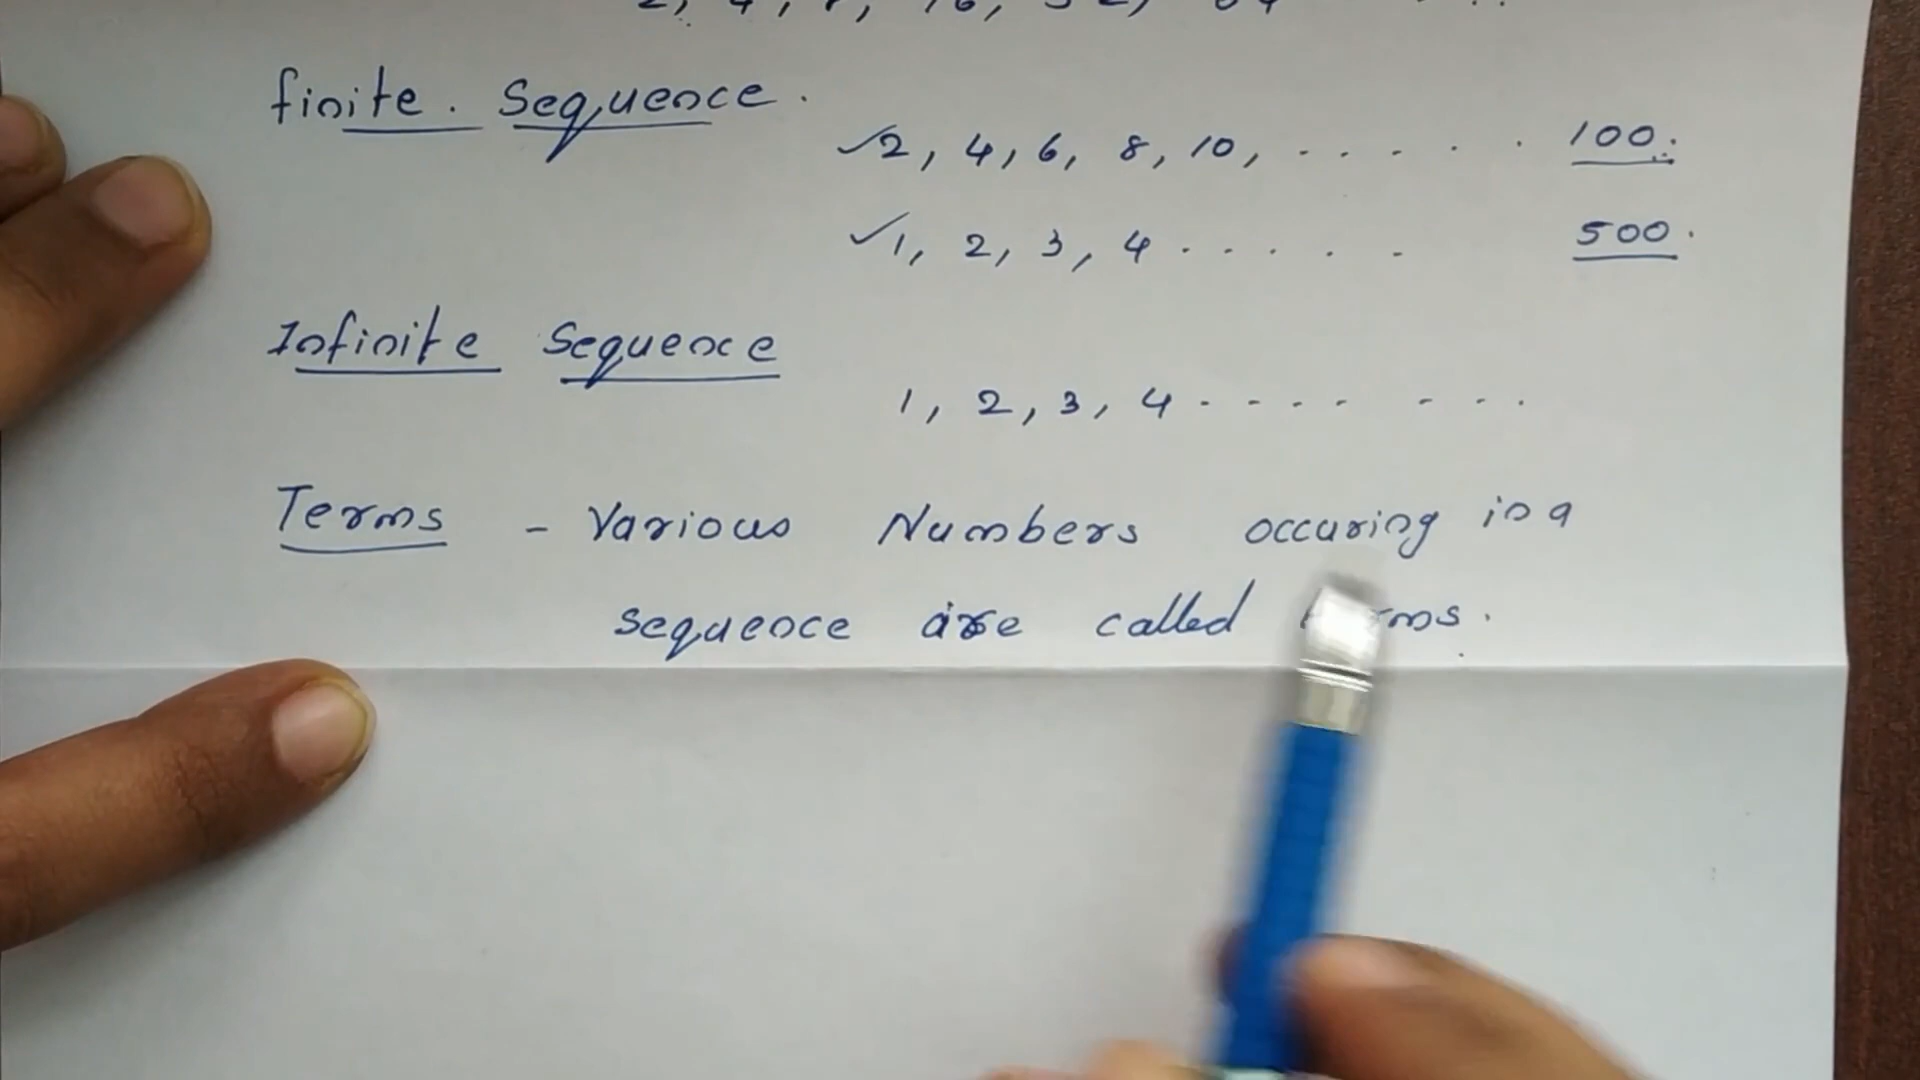 finite. Sequence.
2, 4, 6, 8, 10, ..... 100.
1, 2, 3, 4 ..... 500.
Infinite Sequence
1, 2, 3, 4 .......
Terms - Various Numbers occuring in a
sequence are called